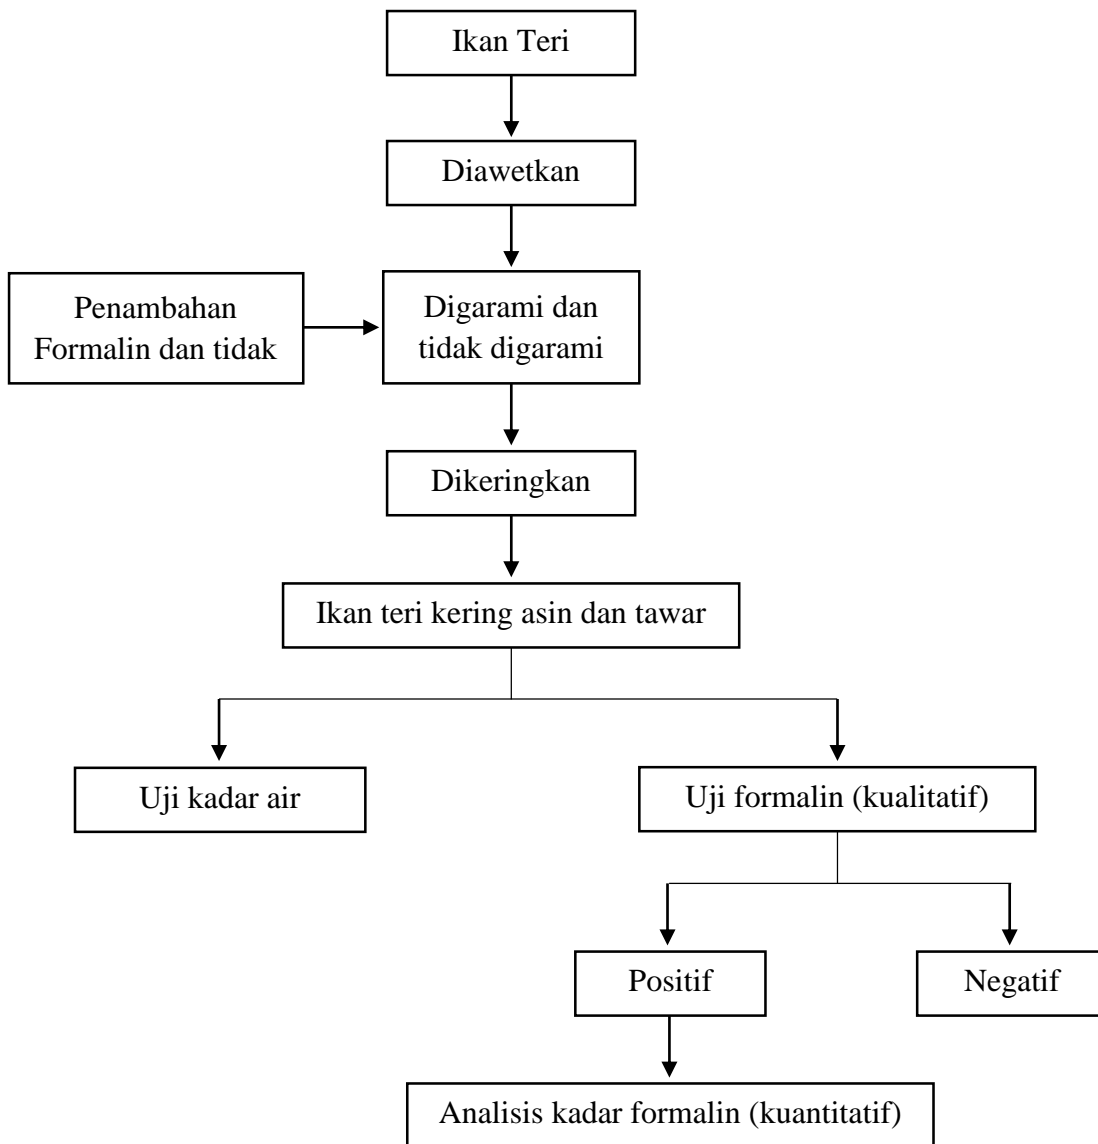 Ikan Teri
Diawetkan
Penambahan
Formalin dan tidak
Digarami dan
tidak digarami
Dikeringkan
Ikan teri kering asin dan tawar
Uji kadar air
Uji formalin (kualitatif)
Positif
Negatif
Analisis kadar formalin (kuantitatif)